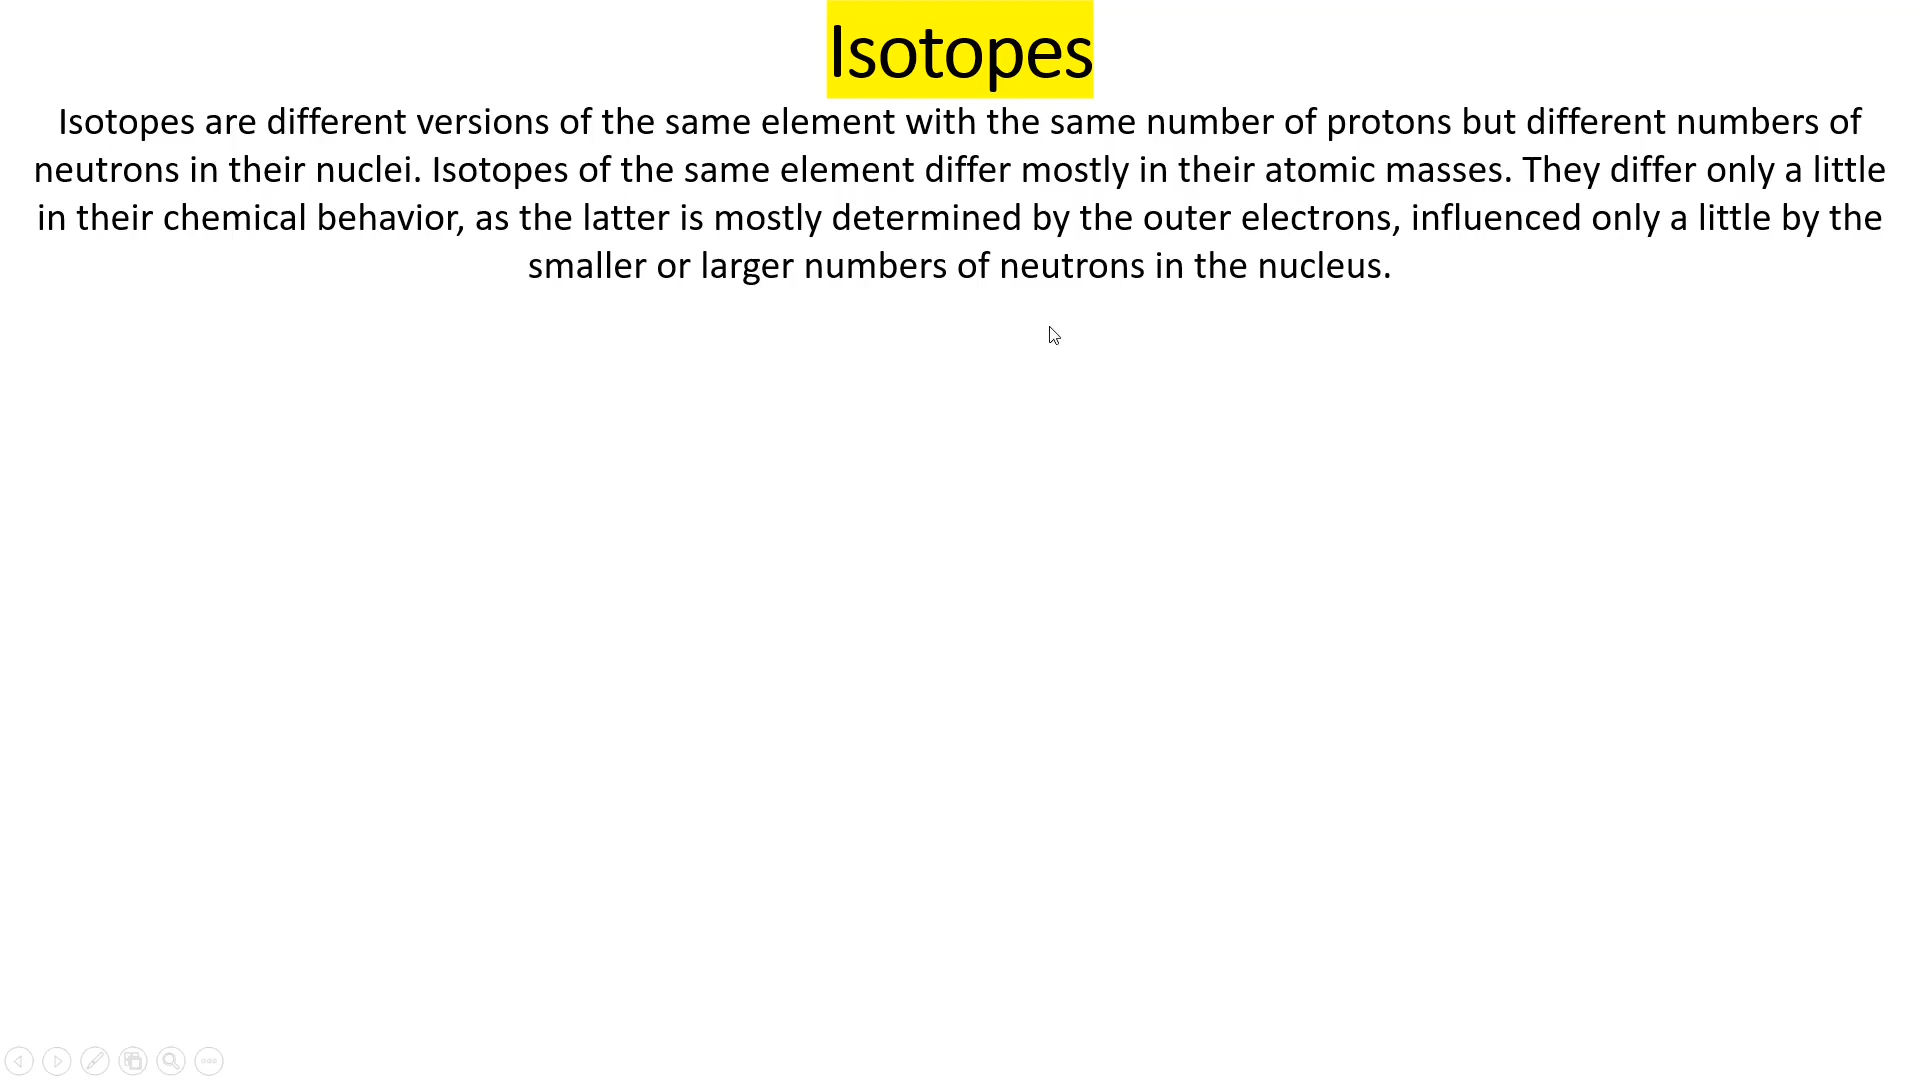 Isotopes
Isotopes are different versions of the same element with the same number of protons but different numbers of
neutrons in their nuclei. Isotopes of the same element differ mostly in their atomic masses. They differ only a little
in their chemical behavior, as the latter is mostly determined by the outer electrons, influenced only a little by the
smaller or larger numbers of neutrons in the nucleus.